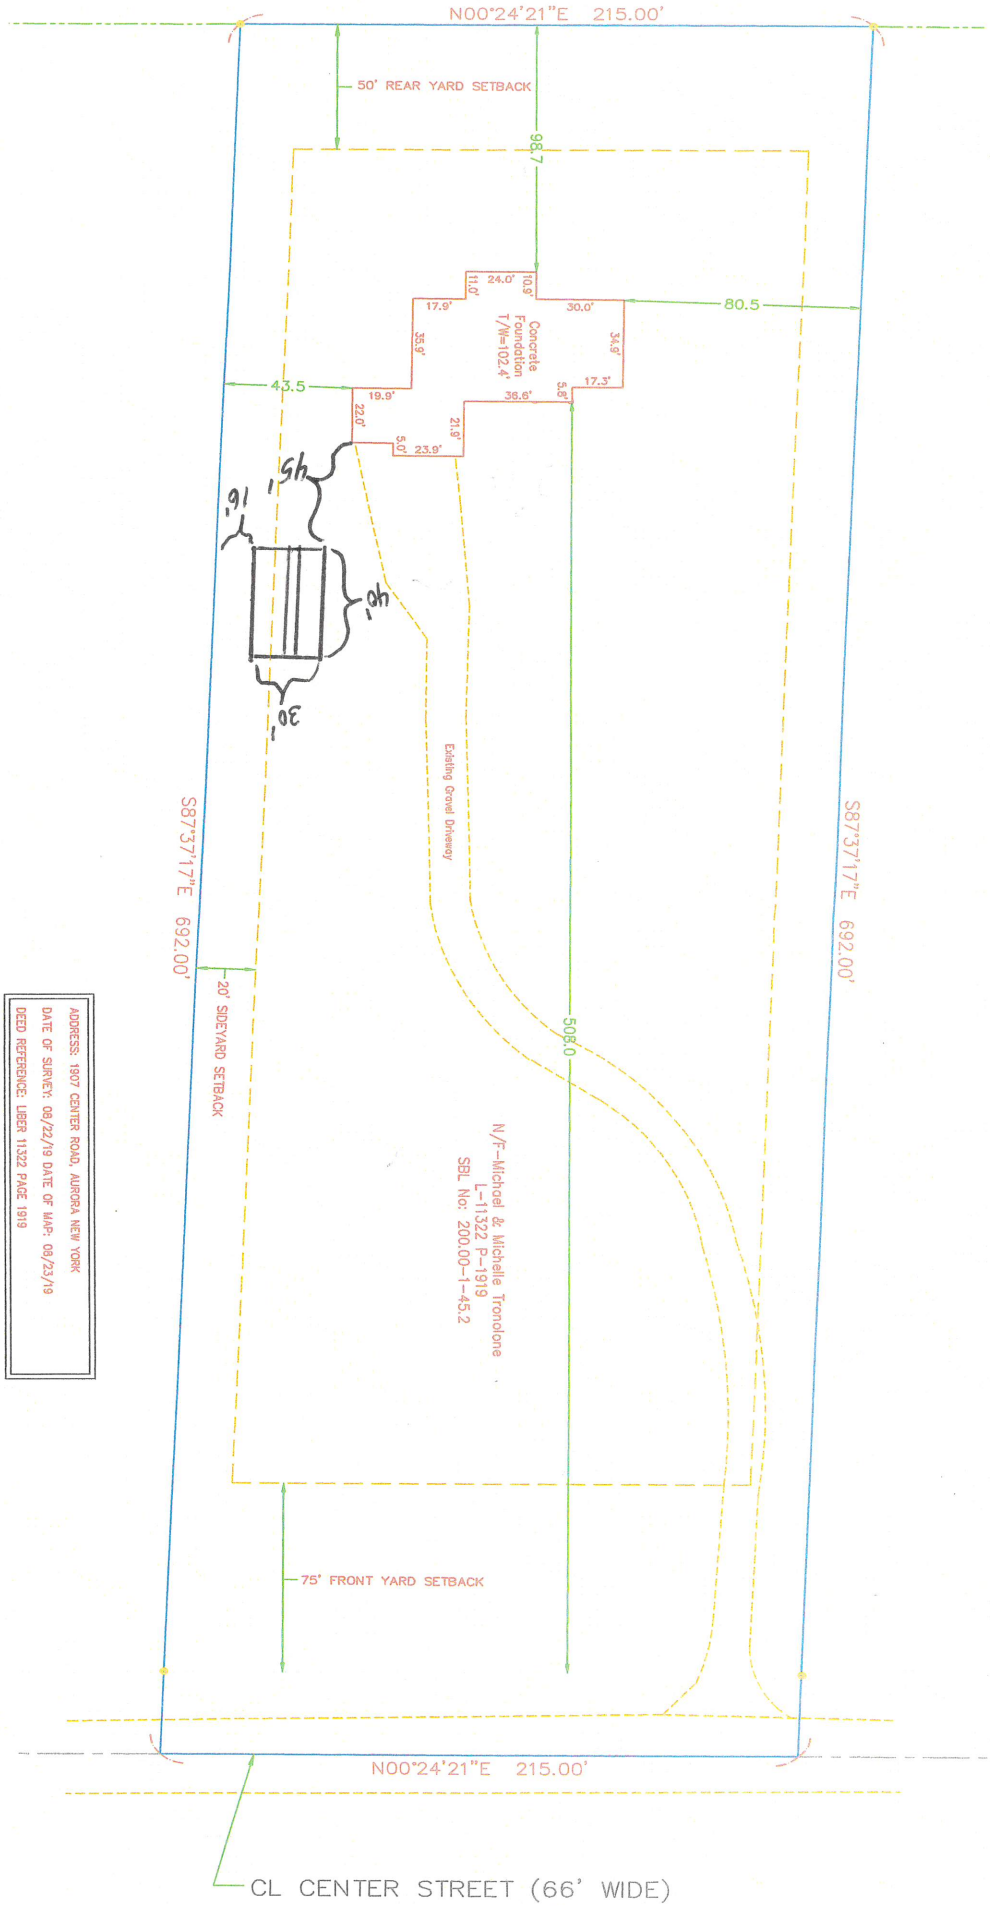 N00°24'21"E 215.00'
50' REAR YARD SETBACK
98.7
24.0'
10.9'
11.0'
17.9'
30.0'
80.5
Concrete
Foundation
T/W=102.4'
35.9'
34.9'
17.3'
5.8'
43.5
19.9'
36.6'
22.0'
21.9'
5.0'
23.9'
45'
16'
40'
30'
Existing Gravel Driveway
S87°37'17"E 692.00'
S87°37'17"E 692.00'
20' SIDEYARD SETBACK
508.0
N/F-Michael & Michelle Tronolone
L-11322 P-1919
SBL No: 200.00-1-45.2
ADDRESS: 1907 CENTER ROAD, AURORA NEW YORK
DATE OF SURVEY: 08/22/19 DATE OF MAP: 08/23/19
DEED REFERENCE: LIBER 11322 PAGE 1919
75' FRONT YARD SETBACK
N00°24'21"E 215.00'
CL CENTER STREET (66' WIDE)